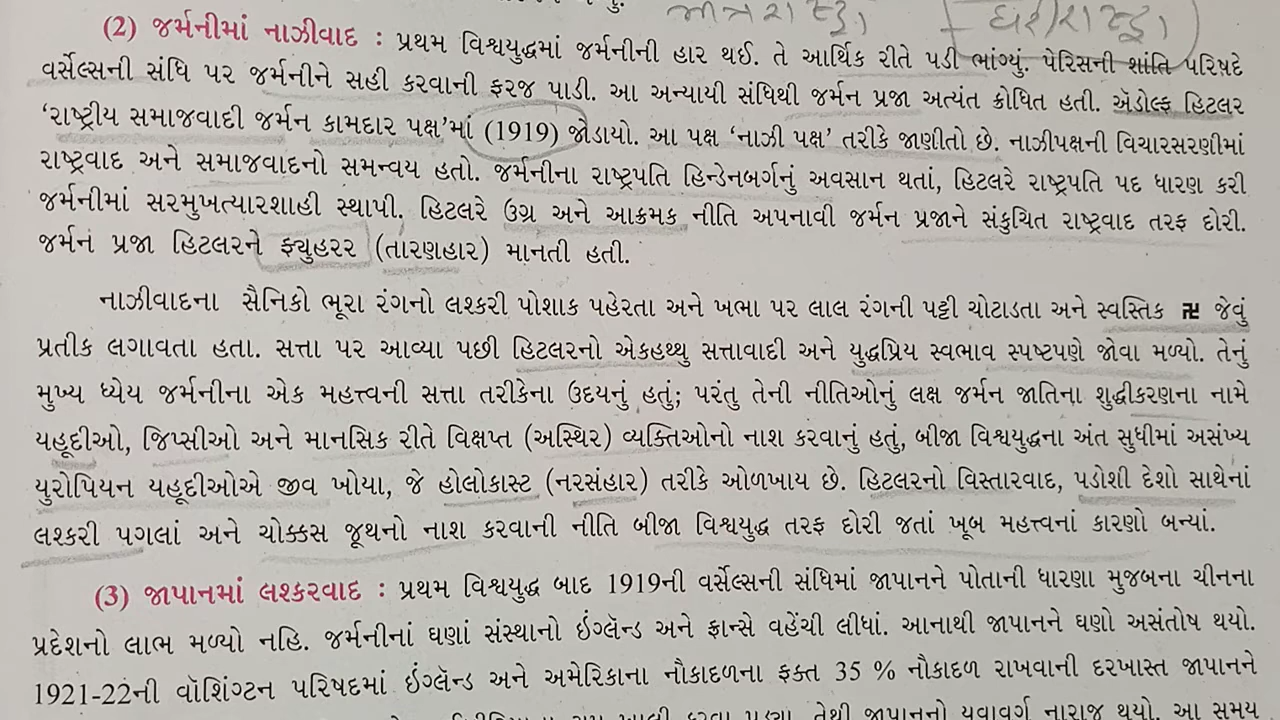 મિત્રરાષ્ટ્રો ધરીરાષ્ટ્રો
(2) જર્મનીમાં નાઝીવાદ : પ્રથમ વિશ્વયુદ્ધમાં જર્મનીની હાર થઈ. તે આર્થિક રીતે પડી ભાંગ્યું. પેરિસની શાંતિ પરિષદે
વર્સેલ્સની સંધિ પર જર્મનીને સહી કરવાની ફરજ પાડી. આ અન્યાયી સંધિથી જર્મન પ્રજા અત્યંત ક્રોધિત હતી. ઍડોલ્ફ હિટલર
‘રાષ્ટ્રીય સમાજવાદી જર્મન કામદાર પક્ષ’માં (1919) જોડાયો. આ પક્ષ ‘નાઝી પક્ષ’ તરીકે જાણીતો છે. નાઝીપક્ષની વિચારસરણીમાં
રાષ્ટ્રવાદ અને સમાજવાદનો સમન્વય હતો. જર્મનીના રાષ્ટ્રપતિ હિન્ડેનબર્ગનું અવસાન થતાં, હિટલરે રાષ્ટ્રપતિ પદ ધારણ કરી
જર્મનીમાં સરમુખત્યારશાહી સ્થાપી. હિટલરે ઉગ્ર અને આક્રમક નીતિ અપનાવી જર્મન પ્રજાને સંકુચિત રાષ્ટ્રવાદ તરફ દોરી.
જર્મન પ્રજા હિટલરને ફ્યુહરર (તારણહાર) માનતી હતી.
નાઝીવાદના સૈનિકો ભૂરા રંગનો લશ્કરી પોશાક પહેરતા અને ખભા પર લાલ રંગની પટ્ટી ચોટાડતા અને સ્વસ્તિક 卐 જેવું
પ્રતીક લગાવતા હતા. સત્તા પર આવ્યા પછી હિટલરનો એકહથ્થુ સત્તાવાદી અને યુદ્ધપ્રિય સ્વભાવ સ્પષ્ટપણે જોવા મળ્યો. તેનું
મુખ્ય ધ્યેય જર્મનીના એક મહત્ત્વની સત્તા તરીકેના ઉદયનું હતું; પરંતુ તેની નીતિઓનું લક્ષ જર્મન જાતિના શુદ્ધીકરણના નામે
યહૂદીઓ, જિપ્સીઓ અને માનસિક રીતે વિક્ષપ્ત (અસ્થિર) વ્યક્તિઓનો નાશ કરવાનું હતું, બીજા વિશ્વયુદ્ધના અંત સુધીમાં અસંખ્ય
યુરોપિયન યહૂદીઓએ જીવ ખોયા, જે હોલોકાસ્ટ (નરસંહાર) તરીકે ઓળખાય છે. હિટલરનો વિસ્તારવાદ, પડોશી દેશો સાથેનાં
લશ્કરી પગલાં અને ચોક્કસ જૂથનો નાશ કરવાની નીતિ બીજા વિશ્વયુદ્ધ તરફ દોરી જતાં ખૂબ મહત્ત્વનાં કારણો બન્યાં.
(3) જાપાનમાં લશ્કરવાદ : પ્રથમ વિશ્વયુદ્ધ બાદ 1919ની વર્સેલ્સની સંધિમાં જાપાનને પોતાની ધારણા મુજબના ચીનના
પ્રદેશનો લાભ મળ્યો નહિ. જર્મનીનાં ઘણાં સંસ્થાનો ઇંગ્લૅન્ડ અને ફ્રાન્સે વહેંચી લીધાં. આનાથી જાપાનને ઘણો અસંતોષ થયો.
1921-22ની વૉશિંગ્ટન પરિષદમાં ઇંગ્લૅન્ડ અને અમેરિકાના નૌકાદળના ફક્ત 35 % નૌકાદળ રાખવાની દરખાસ્ત જાપાનને
તેથી જાપાનનો યુવાવર્ગ નારાજ થયો. આ સમય